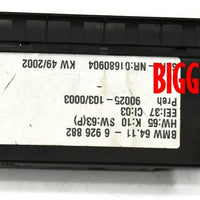 BMW 64.11 - 6 926 882
HW:65 K:10 SW:63(P)
EEI:37 CI:03
Preh 90025-103/0003
-NR:01680904 KW 49/2002
BIGG